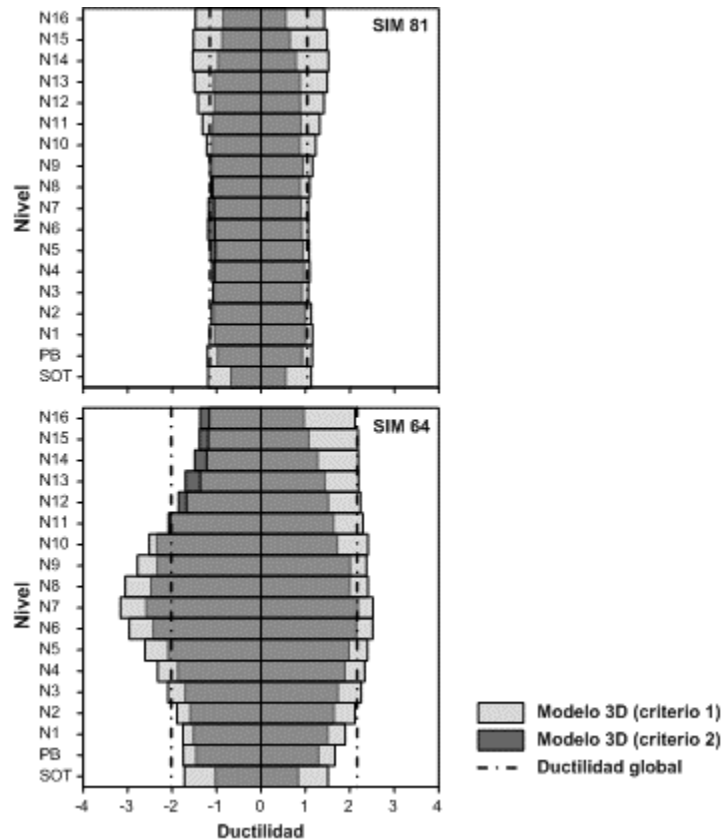 SIM 81
Nivel
N16
N15
N14
N13
N12
N11
N10
N9
N8
N7
N6
N5
N4
N3
N2
N1
PB
SOT
SIM 64
Nivel
N16
N15
N14
N13
N12
N11
N10
N9
N8
N7
N6
N5
N4
N3
N2
N1
PB
SOT
-4 -3 -2 -1 0 1 2 3 4
Ductilidad
Modelo 3D (criterio 1)
Modelo 3D (criterio 2)
Ductilidad global